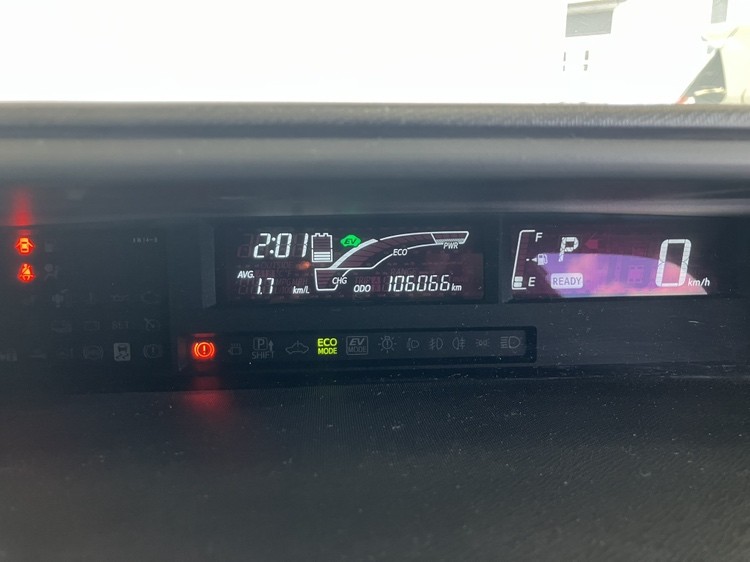 2:01
EV
ECO
PWR
CHG
AVG.
1.7 km/L
ODO 106066 km
F
E
P
READY
0 km/h
P
SHIFT
ECO
MODE
EV
MODE